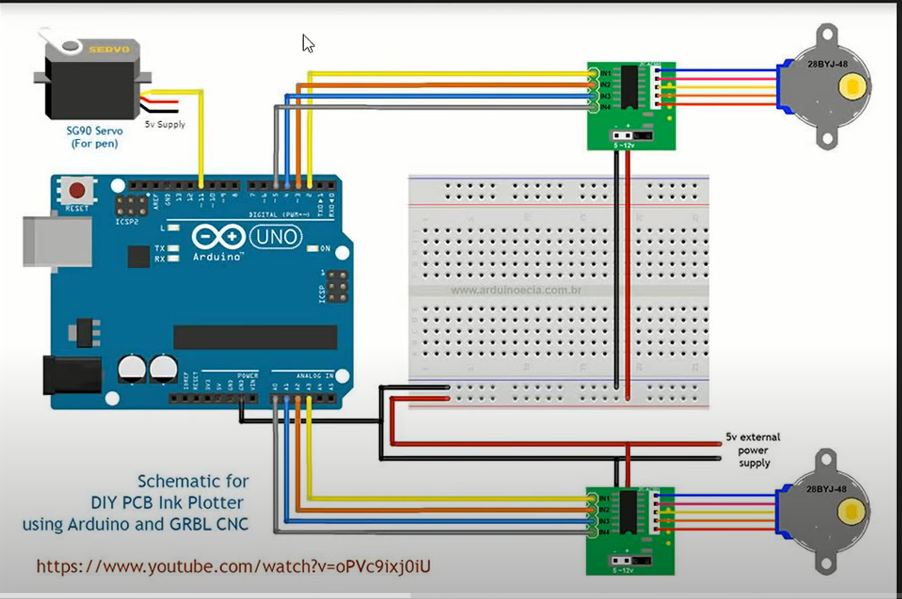 SERVO
SG90 Servo
(For pen)
5v Supply
28BYJ-48
IN1
IN2
IN3
IN4
- +
5~12v
RESET
ICSP2
AREF
GND
13
12
~11
~10
~9
8
7
~6
~5
4
~3
2
TX0▶1
RX0◀0
DIGITAL (PWM~)
L
TX
RX
UNO
Arduino™
ON
ICSP
1
www.arduinoecia.com.br
POWER
ANALOG IN
IOREF
RESET
3V3
5V
GND
GND
VIN
A0
A1
A2
A3
A4
A5
5v external
power
supply
Schematic for
DIY PCB Ink Plotter
using Arduino and GRBL CNC
https://www.youtube.com/watch?v=oPVc9ixj0iU
28BYJ-48
IN1
IN2
IN3
IN4
- +
5~12v